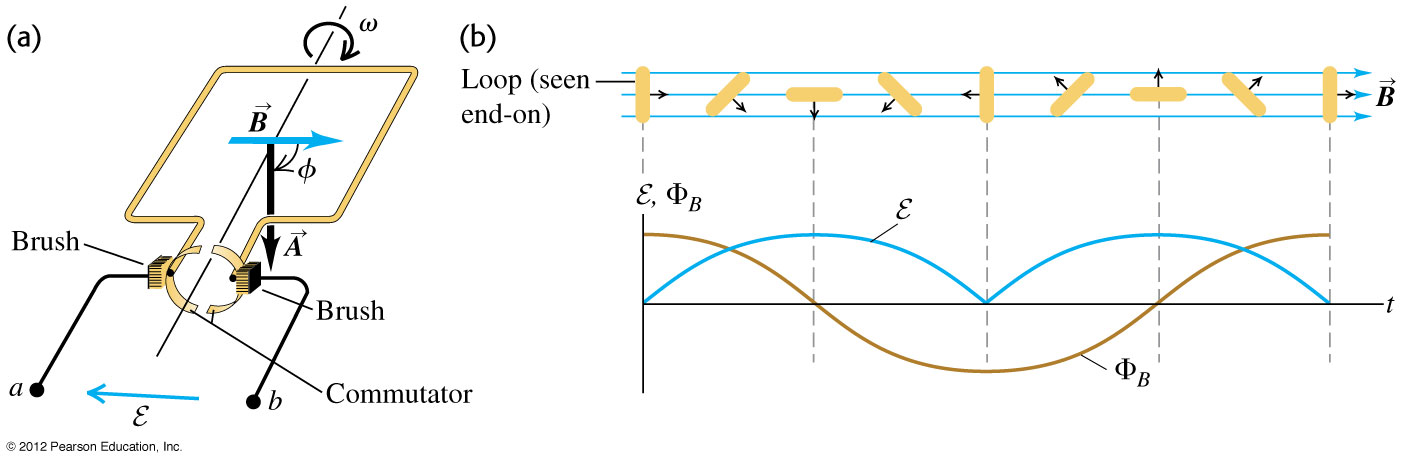 (a)
ω
B
ϕ
A
Brush
Brush
Commutator
a
b
ℰ
(b)
Loop (seen
end-on)
B
ℰ, Φ_B
ℰ
t
Φ_B
© 2012 Pearson Education, Inc.